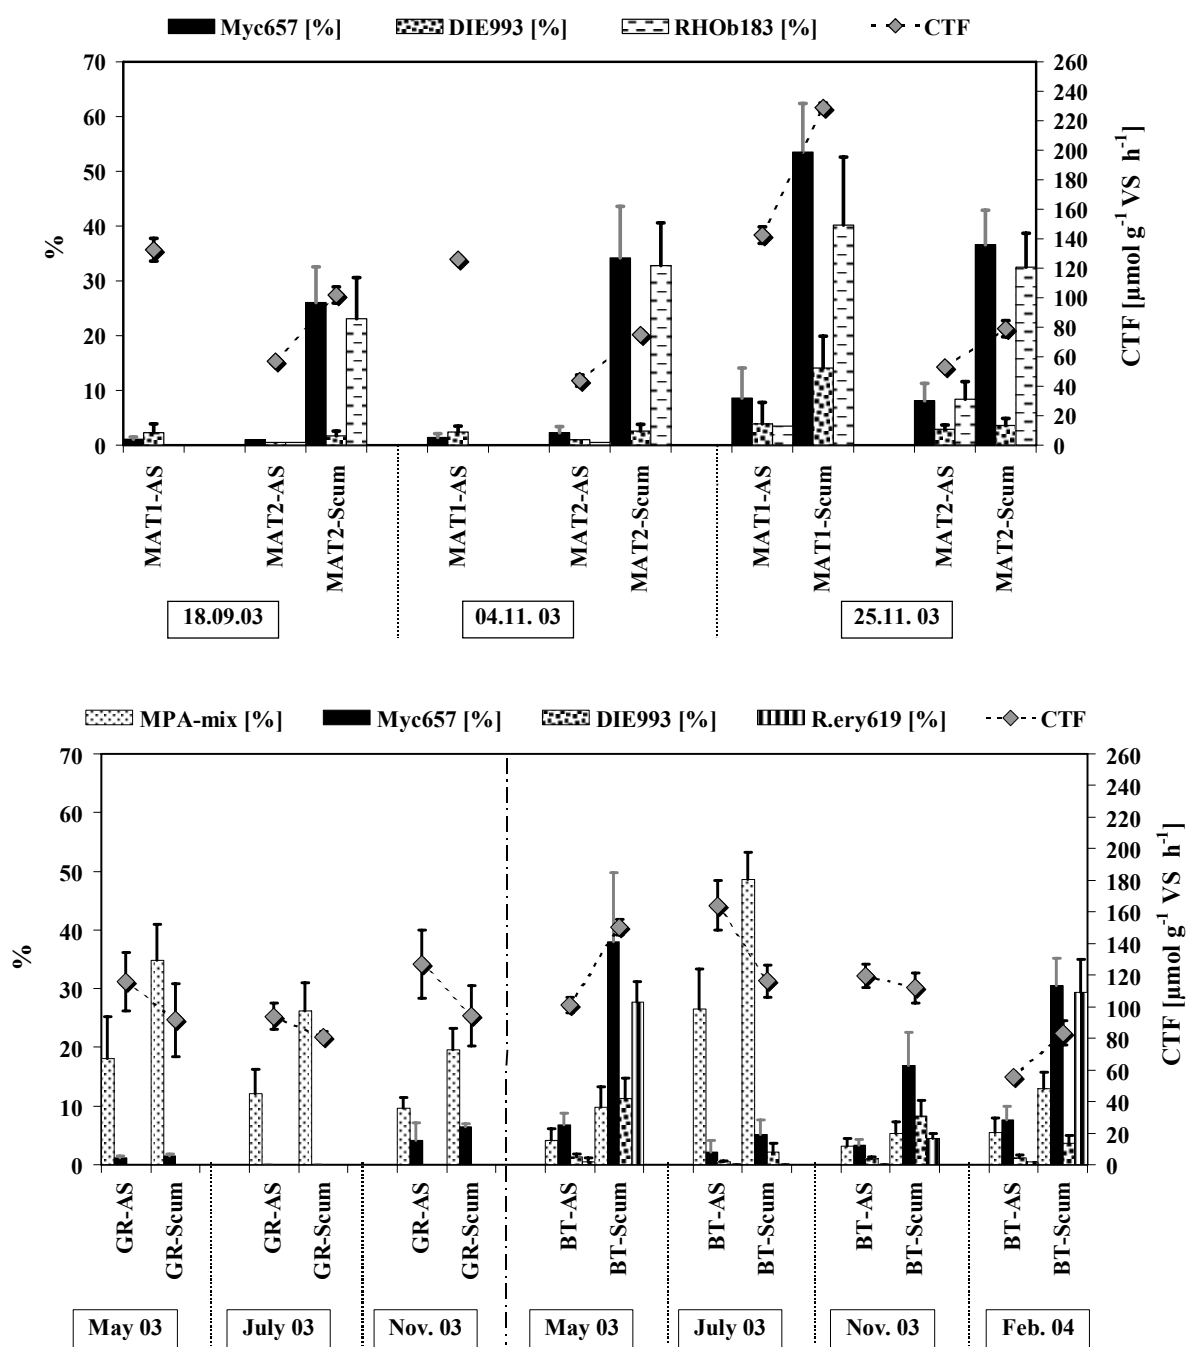 Myc657 [%] DIE993 [%] RHOb183 [%] CTF
70
60
50
40
30
20
10
0
%
260
240
220
200
180
160
140
120
100
80
60
40
20
0
CTF [µmol g-1 VS h-1]
MAT1-AS
MAT2-AS
MAT2-Scum
MAT1-AS
MAT2-AS
MAT2-Scum
MAT1-AS
MAT1-Scum
MAT2-AS
MAT2-Scum
18.09.03
04.11. 03
25.11. 03
MPA-mix [%] Myc657 [%] DIE993 [%] R.ery619 [%] CTF
70
60
50
40
30
20
10
0
%
260
240
220
200
180
160
140
120
100
80
60
40
20
0
CTF [µmol g-1 VS h-1]
GR-AS
GR-Scum
GR-AS
GR-Scum
GR-AS
GR-Scum
BT-AS
BT-Scum
BT-AS
BT-Scum
BT-AS
BT-Scum
BT-AS
BT-Scum
May 03
July 03
Nov. 03
May 03
July 03
Nov. 03
Feb. 04